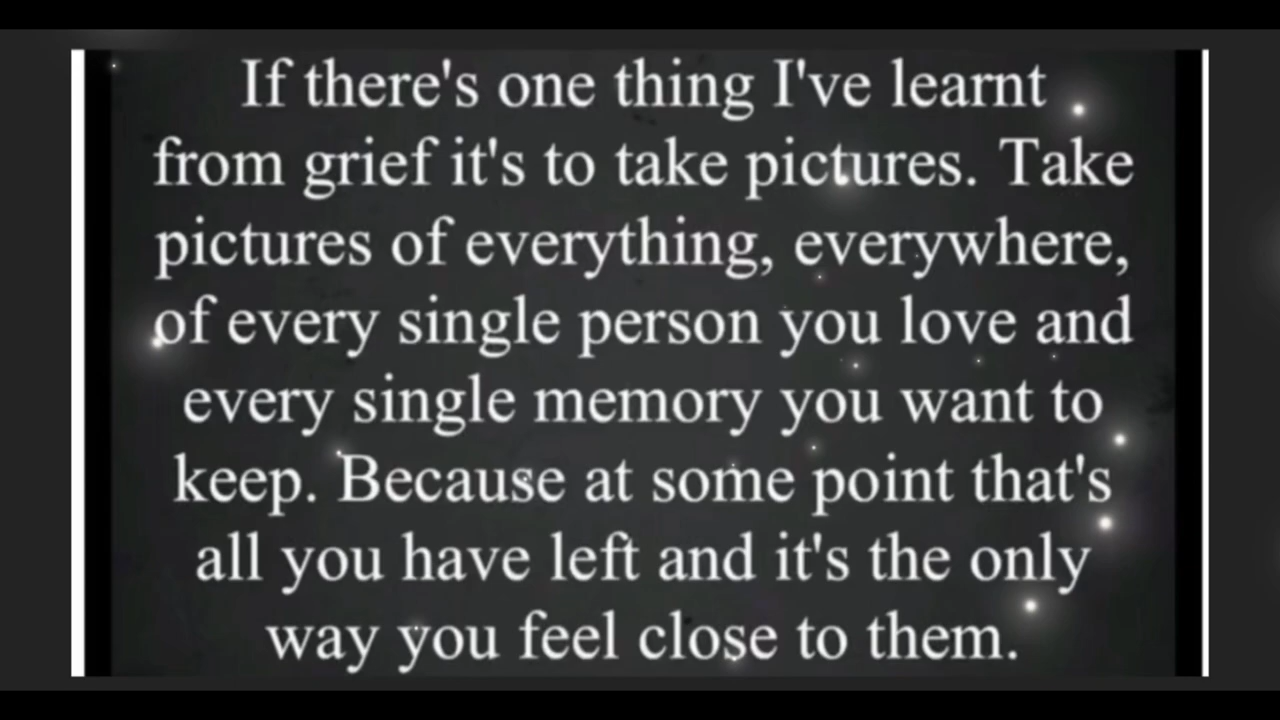 If there's one thing I've learnt
from grief it's to take pictures. Take
pictures of everything, everywhere,
of every single person you love and
every single memory you want to
keep. Because at some point that's
all you have left and it's the only
way you feel close to them.